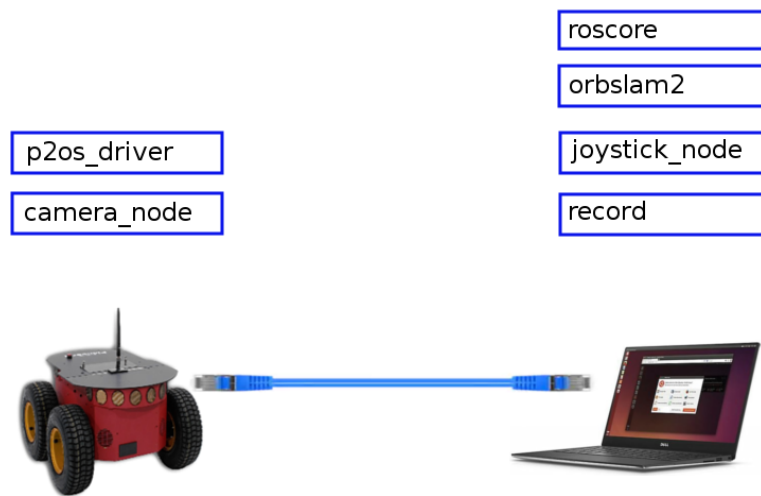 roscore
orbslam2
p2os_driver
joystick_node
camera_node
record